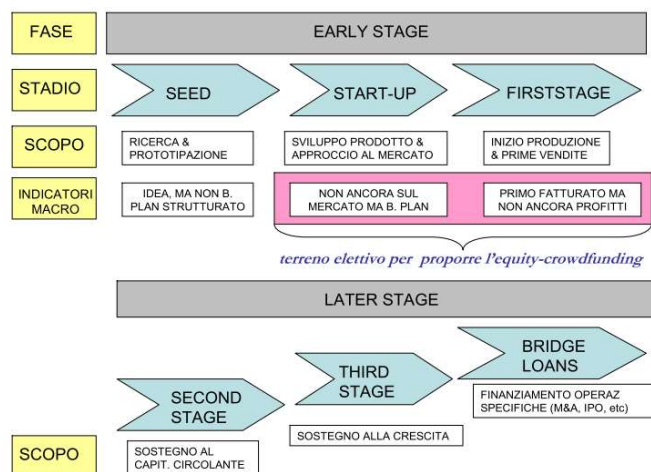 FASE
EARLY STAGE
STADIO
SEED
START-UP
FIRSTSTAGE
SCOPO
RICERCA &
PROTOTIPAZIONE
SVILUPPO PRODOTTO &
APPROCCIO AL MERCATO
INIZIO PRODUZIONE
& PRIME VENDITE
INDICATORI
MACRO
IDEA, MA NON B.
PLAN STRUTTURATO
NON ANCORA SUL
MERCATO MA B. PLAN
PRIMO FATTURATO MA
NON ANCORA PROFITTI
terreno elettivo per proporre l'equity-crowdfunding
LATER STAGE
SECOND
STAGE
THIRD
STAGE
BRIDGE
LOANS
SCOPO
SOSTEGNO AL
CAPIT. CIRCOLANTE
SOSTEGNO ALLA CRESCITA
FINANZIAMENTO OPERAZ
SPECIFICHE (M&A, IPO, etc)